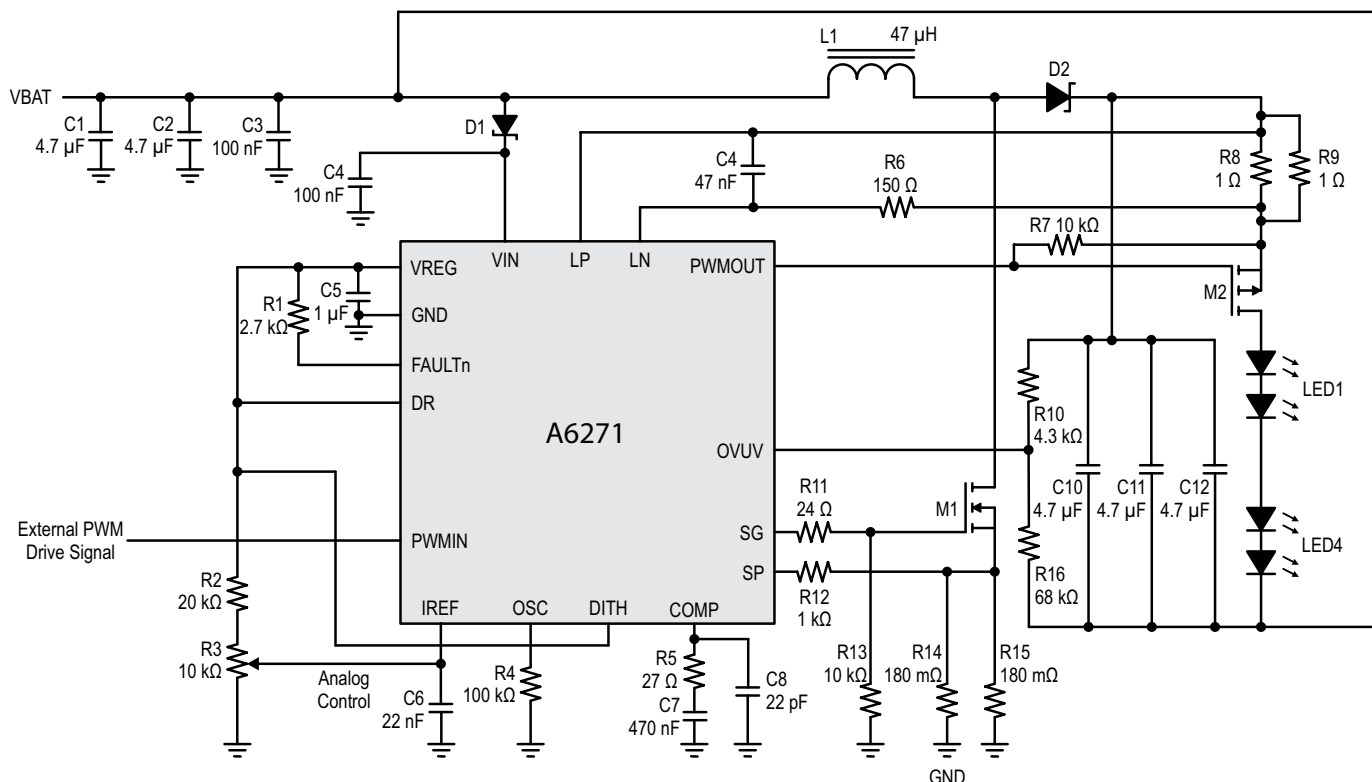 L1
47 µH
D2
VBAT
C1
4.7 µF
C2
4.7 µF
C3
100 nF
D1
C4
100 nF
C4
47 nF
R6
150 Ω
R8
1 Ω
R9
1 Ω
R7 10 kΩ
VREG
VIN
LP
LN
PWMOUT
M2
R1
2.7 kΩ
C5
1 µF
GND
FAULTn
LED1
DR
R10
4.3 kΩ
A6271
OVUV
C10
4.7 µF
C11
4.7 µF
C12
4.7 µF
R11
24 Ω
M1
External PWM
Drive Signal
PWMIN
SG
LED4
SP
R12
1 kΩ
R16
68 kΩ
R2
20 kΩ
IREF
OSC
DITH
COMP
R3
10 kΩ
Analog
Control
C6
22 nF
R4
100 kΩ
R5
27 Ω
C7
470 nF
C8
22 pF
R13
10 kΩ
R14
180 mΩ
R15
180 mΩ
GND